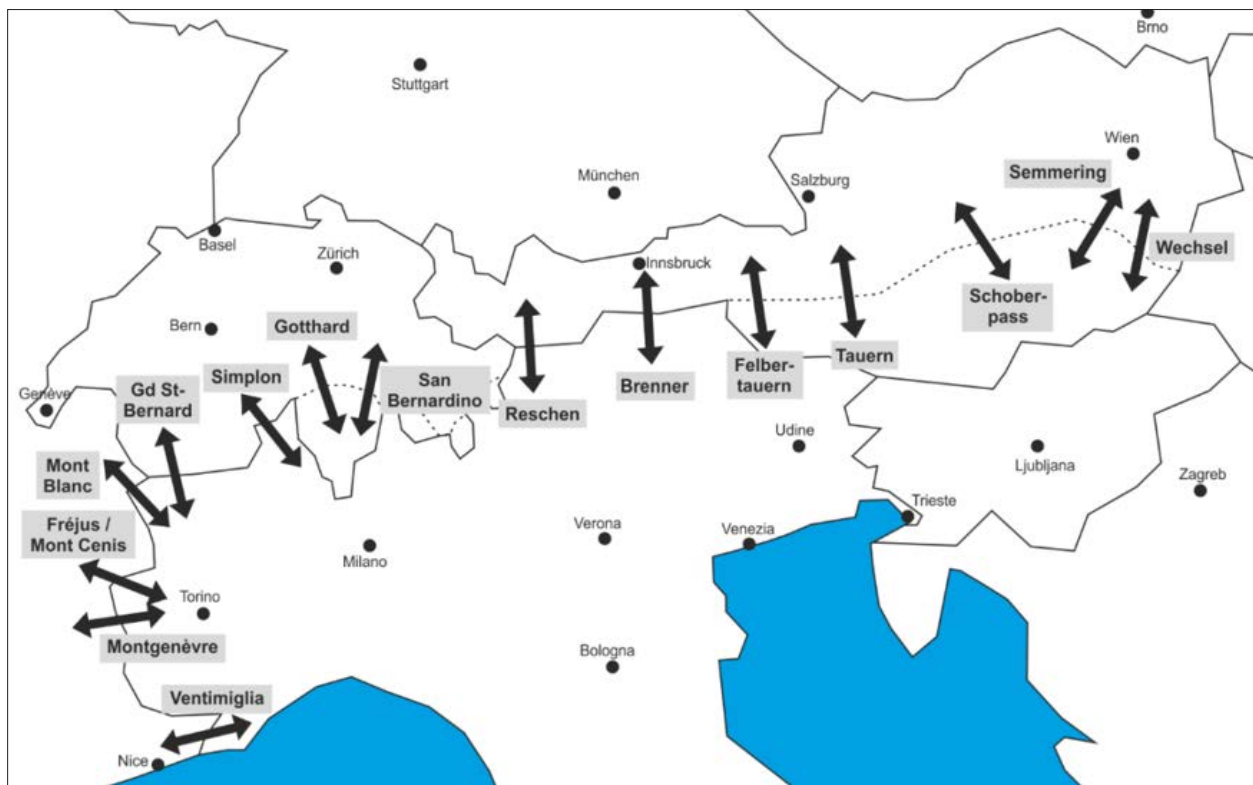 Brno
Stuttgart
Wien
Semmering
München
Salzburg
Basel
Zürich
Innsbruck
Wechsel
Schober-
pass
Bern
Gotthard
Tauern
Simplon
San
Bernardino
Brenner
Felber-
tauern
Gd St-
Bernard
Genève
Reschen
Udine
Ljubljana
Zagreb
Mont
Blanc
Trieste
Fréjus /
Mont Cenis
Verona
Venezia
Milano
Torino
Montgenèvre
Bologna
Ventimiglia
Nice